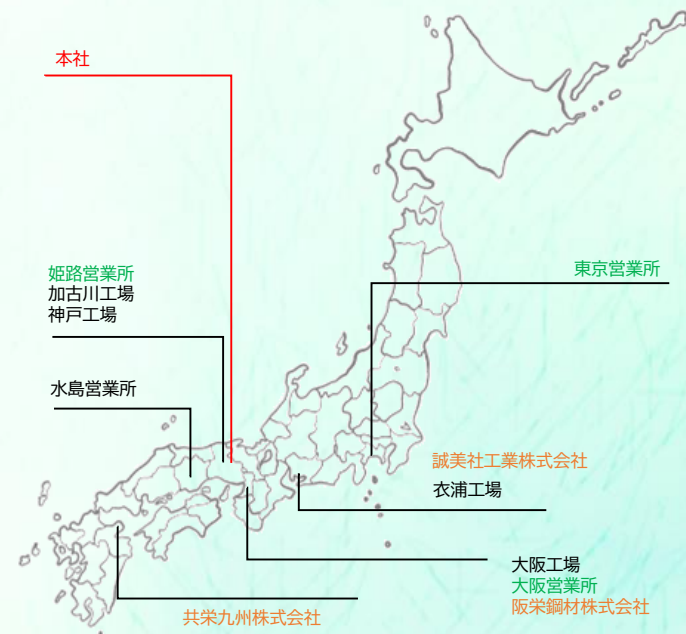 本社
姫路営業所
加古川工場
神戸工場
東京営業所
水島営業所
誠美社工業株式会社
衣浦工場
大阪工場
大阪営業所
阪栄鋼材株式会社
共栄九州株式会社